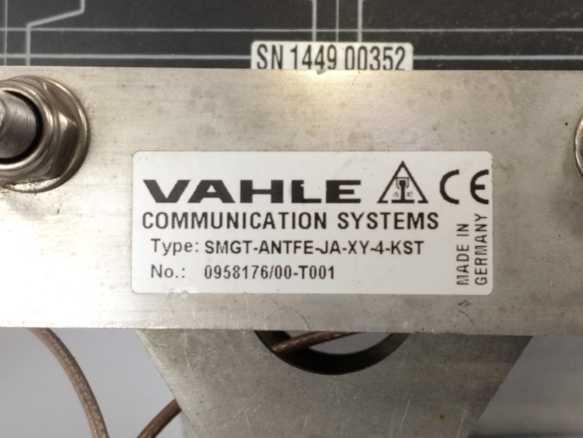 SN 1449 00352
VAHLE CE
COMMUNICATION SYSTEMS
Type: SMGT-ANTFE-JA-XY-4-KST
No.: 0958176/00-T001
MADE IN
GERMANY